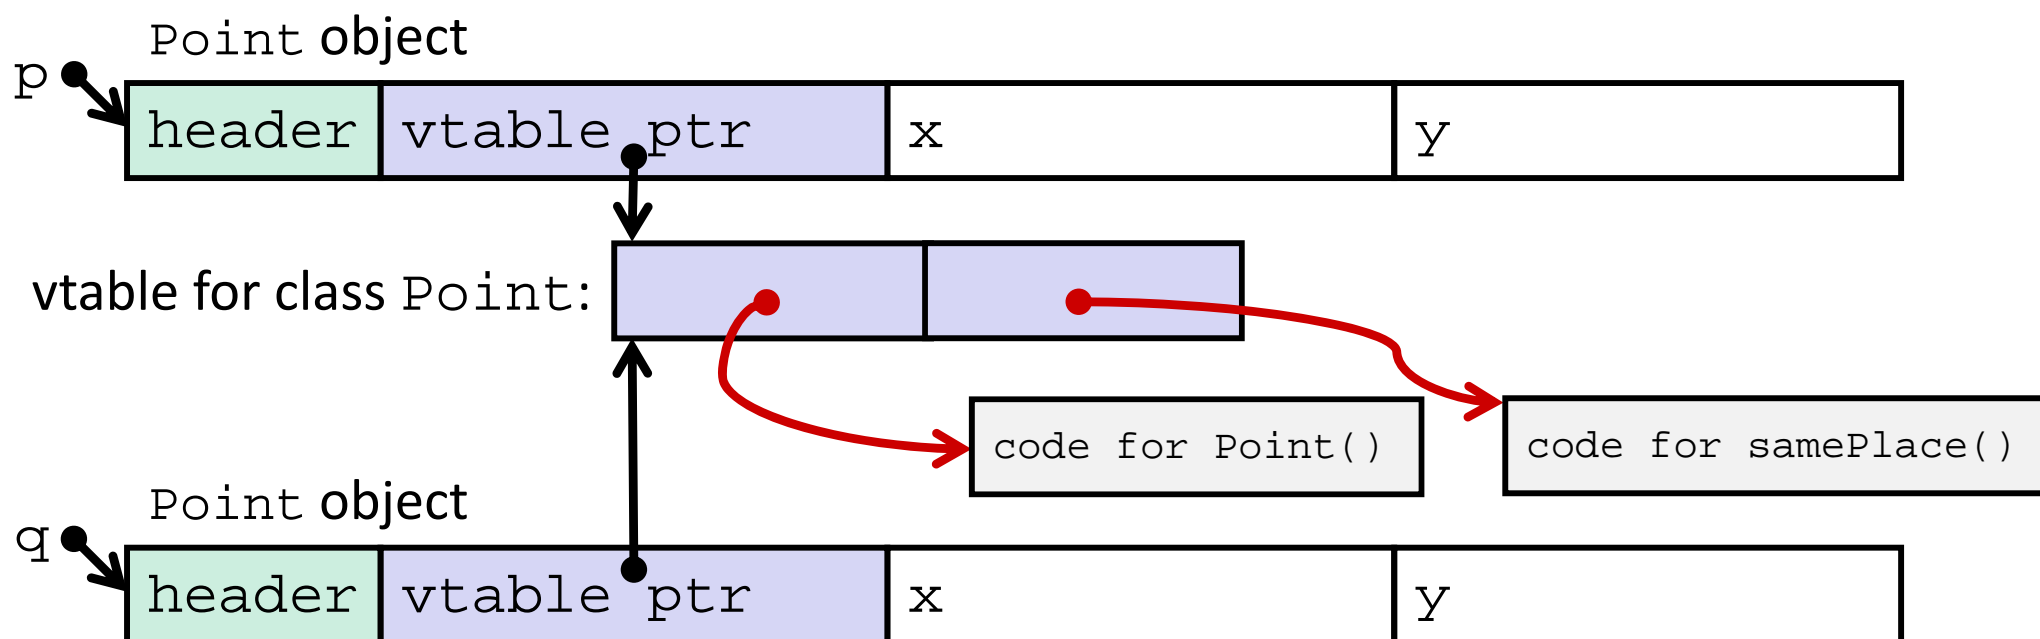 Point object
p
header vtable ptr x y
vtable for class Point:
code for Point() code for samePlace()
Point object
q
header vtable ptr x y